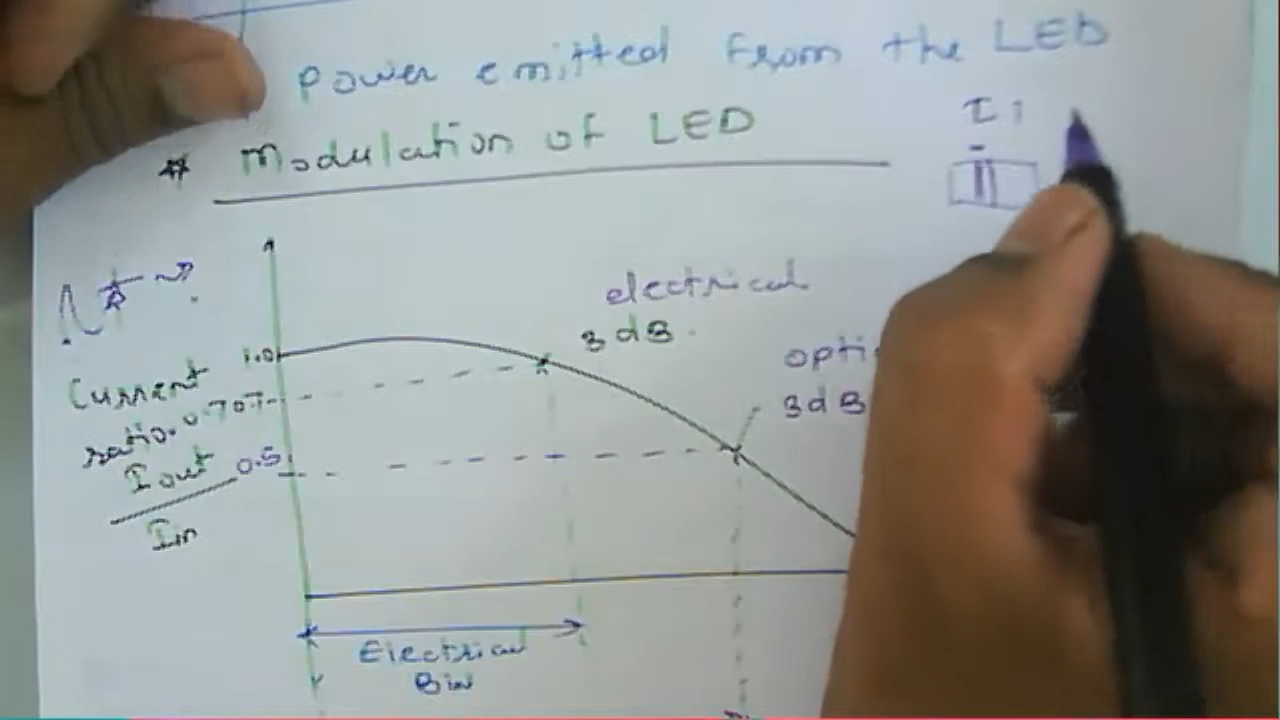 Power emitted from the LED
* Modulation of LED
electrical
3dB
opti
3dB
1.0
Current
ratio. 0.707
0.5
Iout
Iin
Electrical
BW